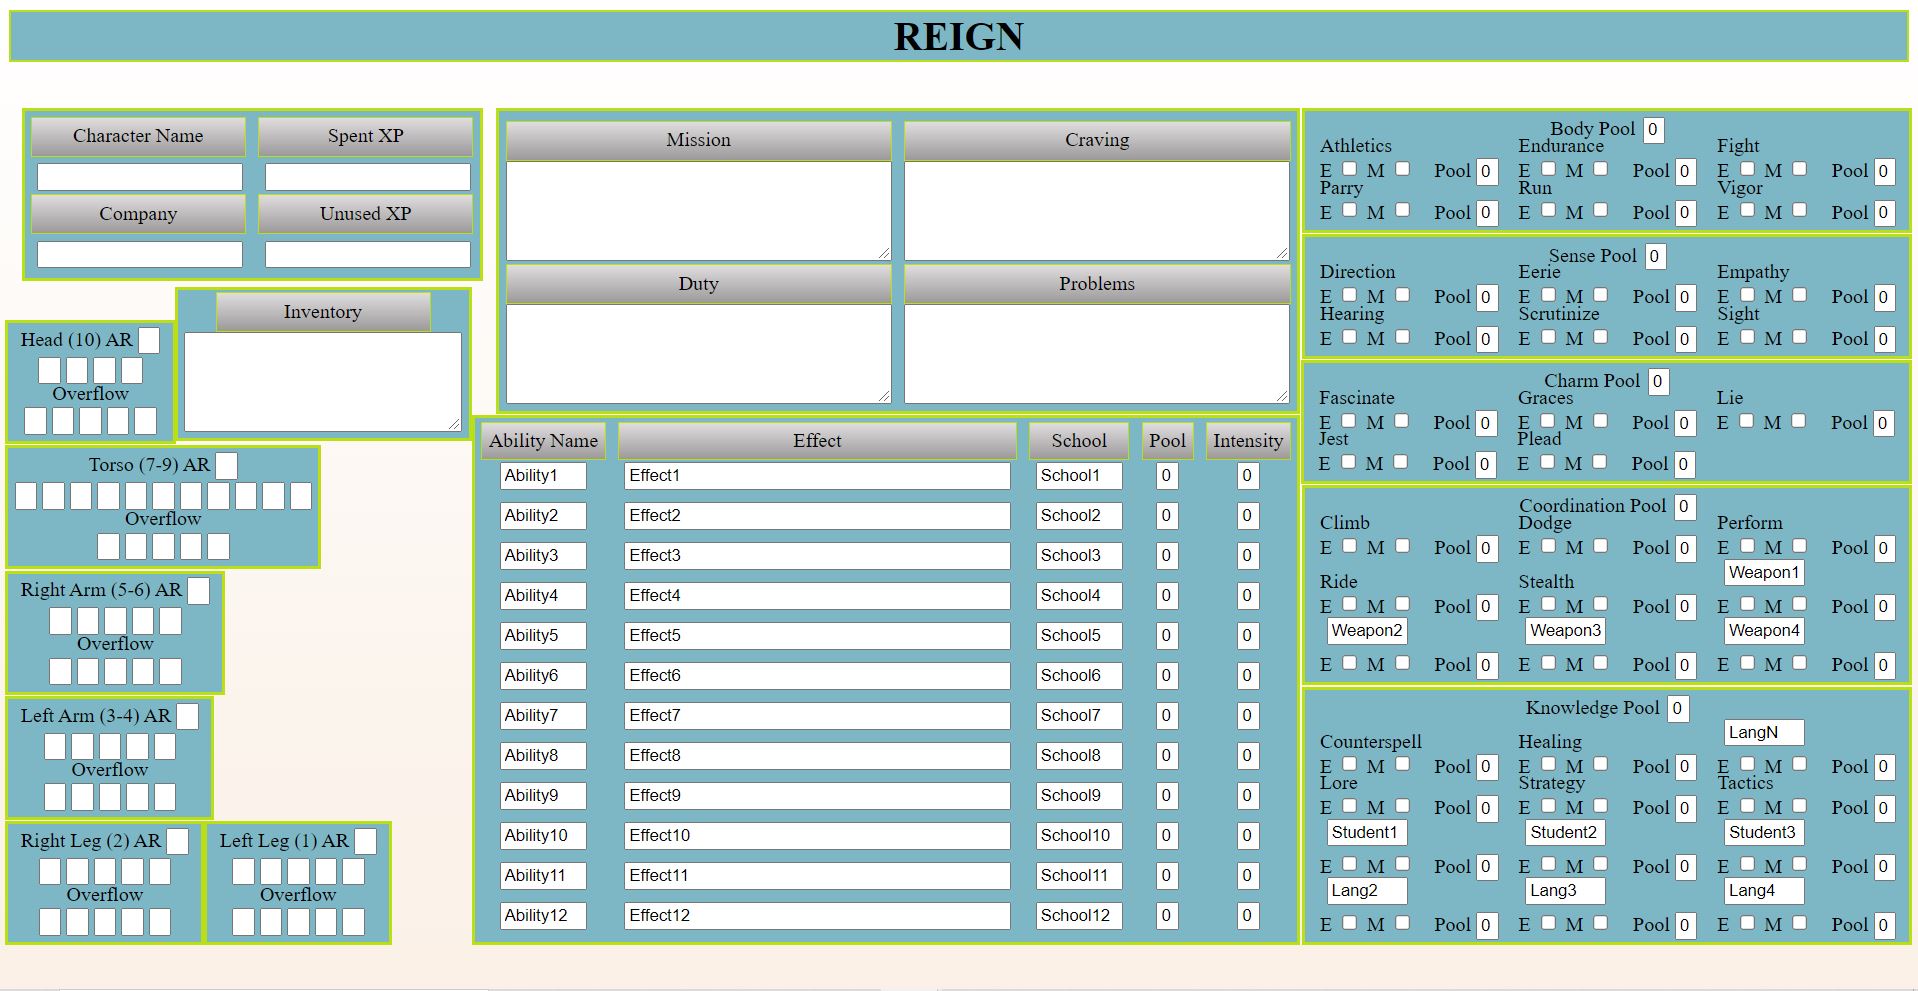 REIGN
Character Name Spent XP
Company Unused XP
Inventory
Head (10) AR
Overflow
Torso (7-9) AR
Overflow
Right Arm (5-6) AR
Overflow
Left Arm (3-4) AR
Overflow
Right Leg (2) AR Left Leg (1) AR
Overflow Overflow
Mission Craving
Duty Problems
Ability Name Effect School Pool Intensity
Ability1 Effect1 School1 0 0
Ability2 Effect2 School2 0 0
Ability3 Effect3 School3 0 0
Ability4 Effect4 School4 0 0
Ability5 Effect5 School5 0 0
Ability6 Effect6 School6 0 0
Ability7 Effect7 School7 0 0
Ability8 Effect8 School8 0 0
Ability9 Effect9 School9 0 0
Ability10 Effect10 School10 0 0
Ability11 Effect11 School11 0 0
Ability12 Effect12 School12 0 0
Body Pool 0
Athletics Endurance Fight
E M Pool 0 E M Pool 0 E M Pool 0
Parry Run Vigor
E M Pool 0 E M Pool 0 E M Pool 0
Sense Pool 0
Direction Eerie Empathy
E M Pool 0 E M Pool 0 E M Pool 0
Hearing Scrutinize Sight
E M Pool 0 E M Pool 0 E M Pool 0
Charm Pool 0
Fascinate Graces Lie
E M Pool 0 E M Pool 0 E M Pool 0
Jest Plead
E M Pool 0 E M Pool 0
Coordination Pool 0
Climb Dodge Perform
E M Pool 0 E M Pool 0 E M Pool 0
Ride Stealth Weapon1
E M Pool 0 E M Pool 0 E M Pool 0
Weapon2 Weapon3 Weapon4
E M Pool 0 E M Pool 0 E M Pool 0
Knowledge Pool 0
Counterspell Healing LangN
E M Pool 0 E M Pool 0 E M Pool 0
Lore Strategy Tactics
E M Pool 0 E M Pool 0 E M Pool 0
Student1 Student2 Student3
E M Pool 0 E M Pool 0 E M Pool 0
Lang2 Lang3 Lang4
E M Pool 0 E M Pool 0 E M Pool 0